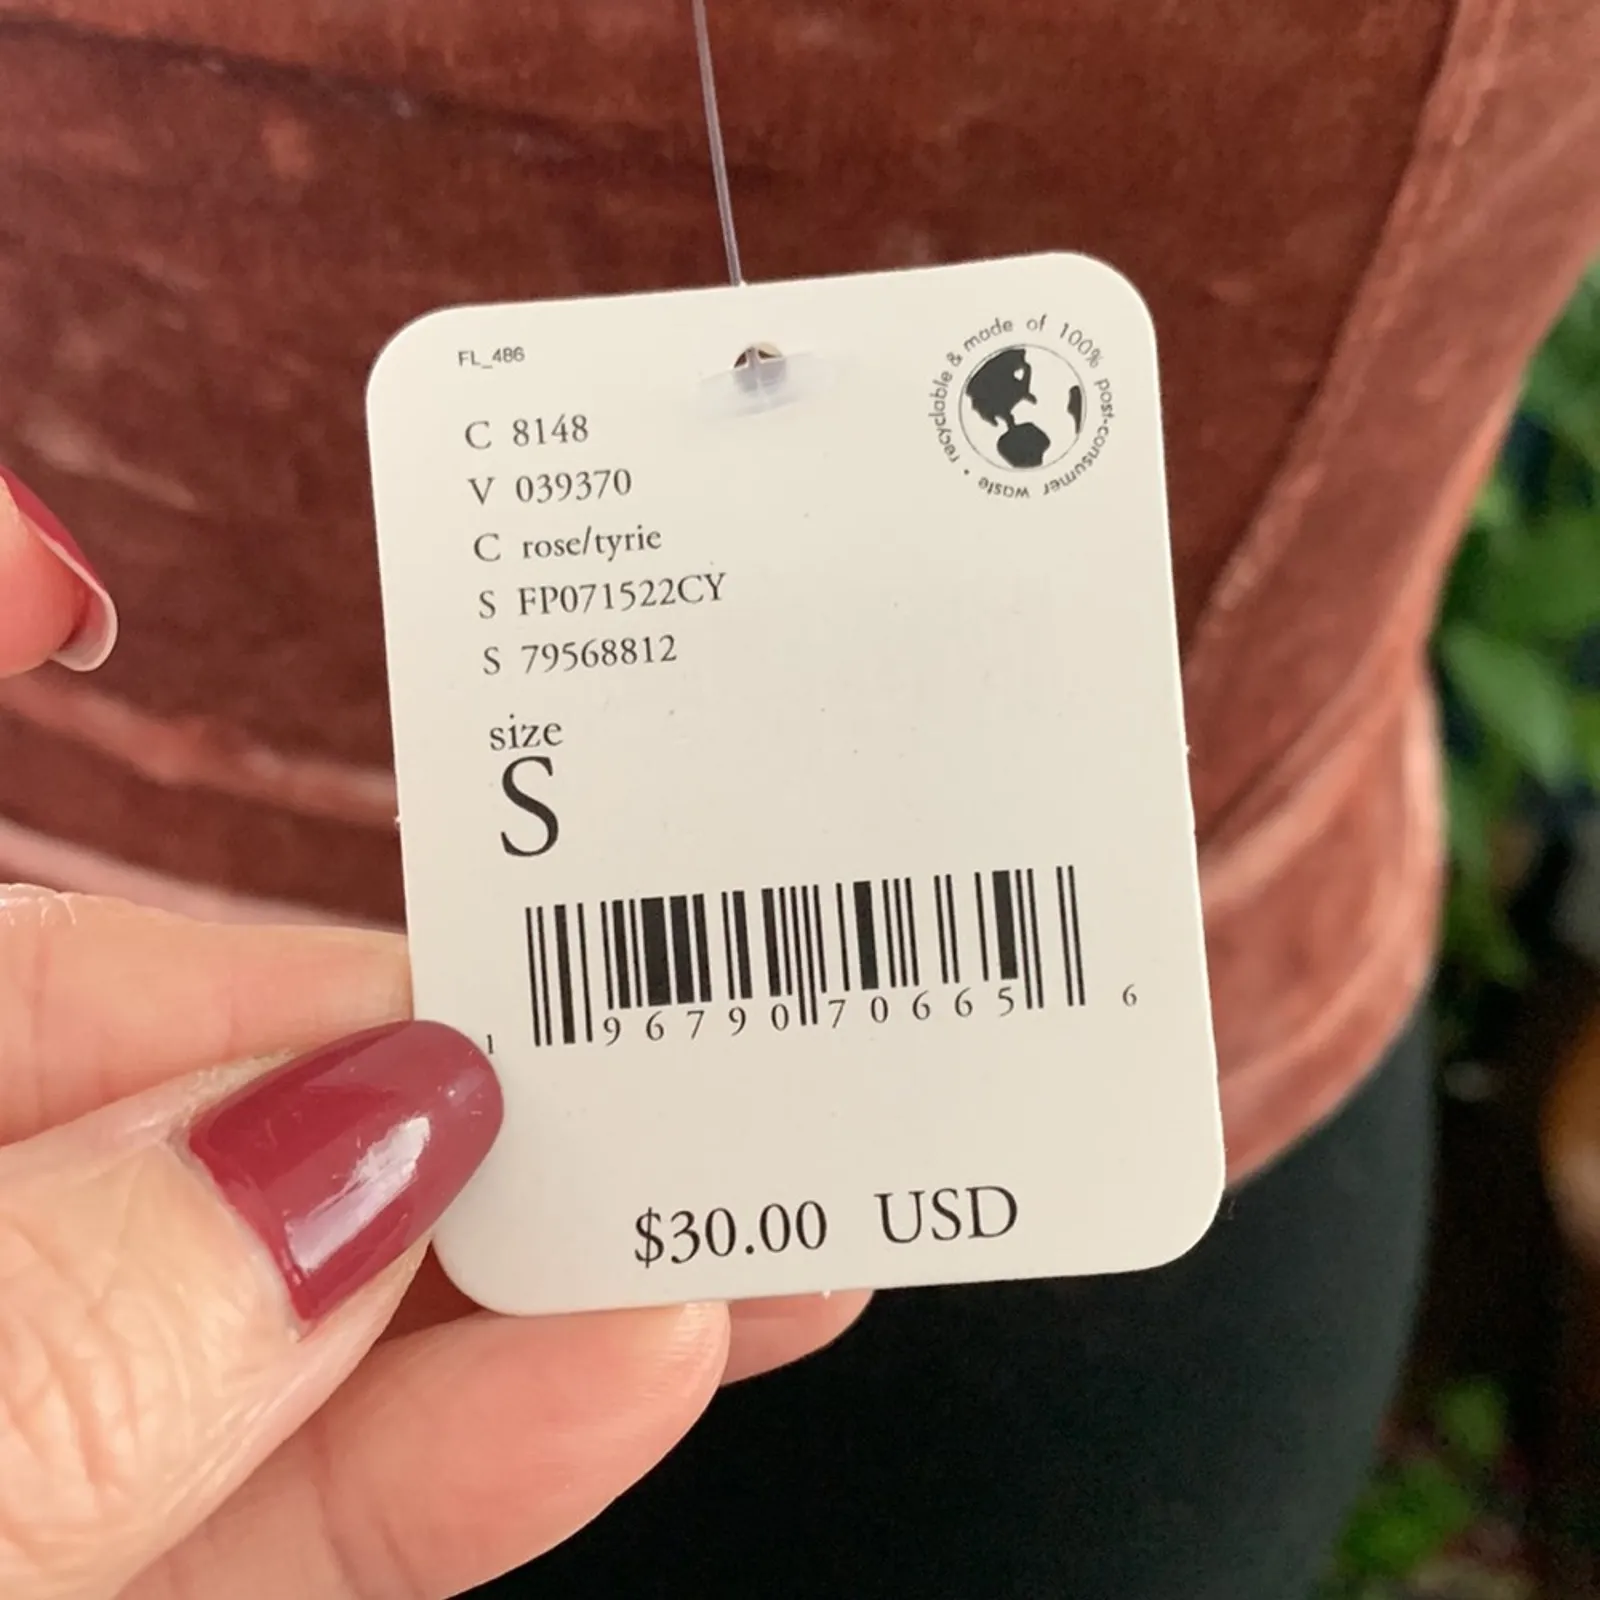 FL_486
recyclable & made of 100% post-consumer waste •
C 8148
V 039370
C rose/tyrie
S FP071522CY
S 79568812
size
S
1 96790 70665 6
$30.00 USD